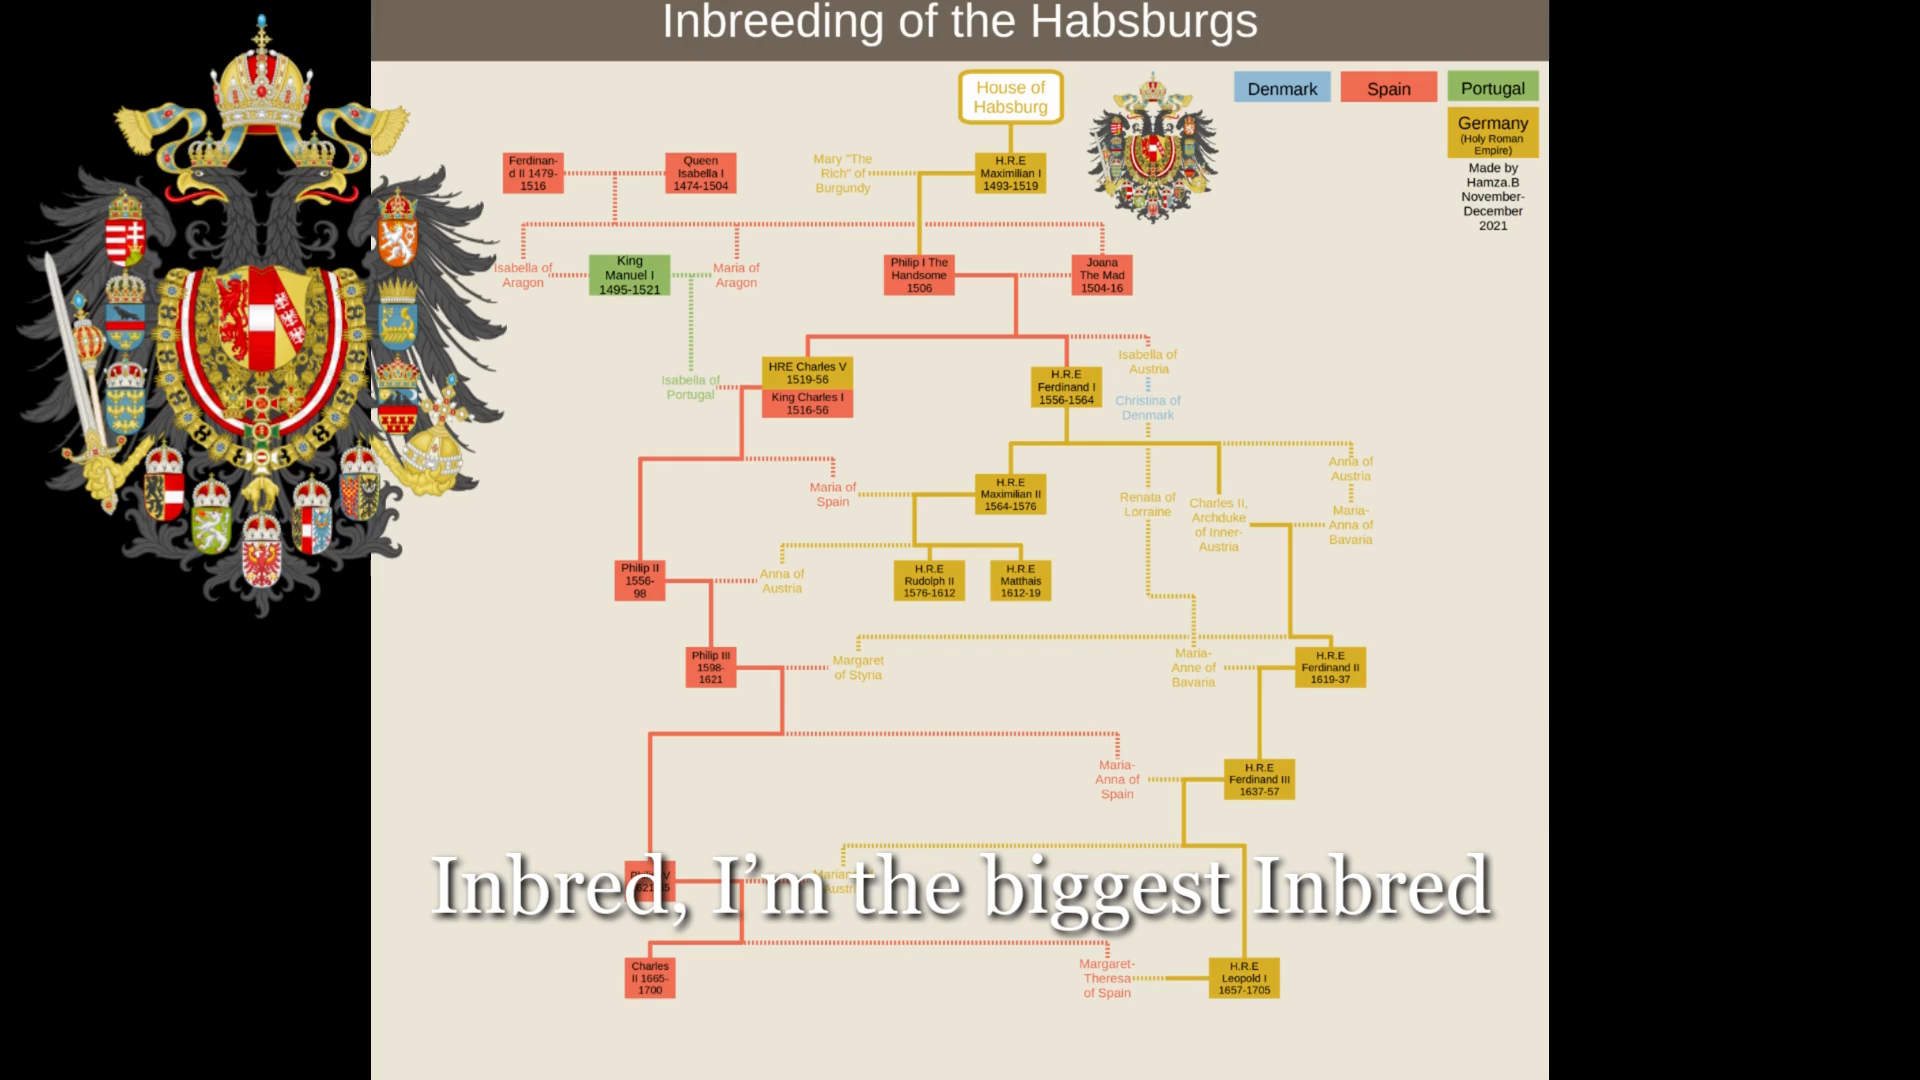 Inbreeding of the Habsburgs
House of
Habsburg
Denmark
Spain
Portugal
Germany
(Holy Roman
Empire)
Made by
Hamza.B
November-
December
2021
Ferdinan-
d II 1479-
1516
Queen
Isabella I
1474-1504
Mary "The
Rich" of
Burgundy
H.R.E
Maximilian I
1493-1519
Isabella of
Aragon
King
Manuel I
1495-1521
Maria of
Aragon
Philip I The
Handsome
1506
Joana
The Mad
1504-16
Isabella of
Portugal
HRE Charles V
1519-56
King Charles I
1516-56
H.R.E
Ferdinand I
1556-1564
Isabella of
Austria
Christina of
Denmark
Maria of
Spain
H.R.E
Maximilian II
1564-1576
Renata of
Lorraine
Charles II,
Archduke
of Inner-
Austria
Anna of
Austria
Maria-
Anna of
Bavaria
Philip II
1556-
98
Anna of
Austria
H.R.E
Rudolph II
1576-1612
H.R.E
Matthais
1612-19
Philip III
1598-
1621
Margaret
of Styria
Maria-
Anne of
Bavaria
H.R.E
Ferdinand II
1619-37
Maria-
Anna of
Spain
H.R.E
Ferdinand III
1637-57
Inbred, I’m the biggest Inbred
Charles
II 1665-
1700
Margaret-
Theresa
of Spain
H.R.E
Leopold I
1657-1705